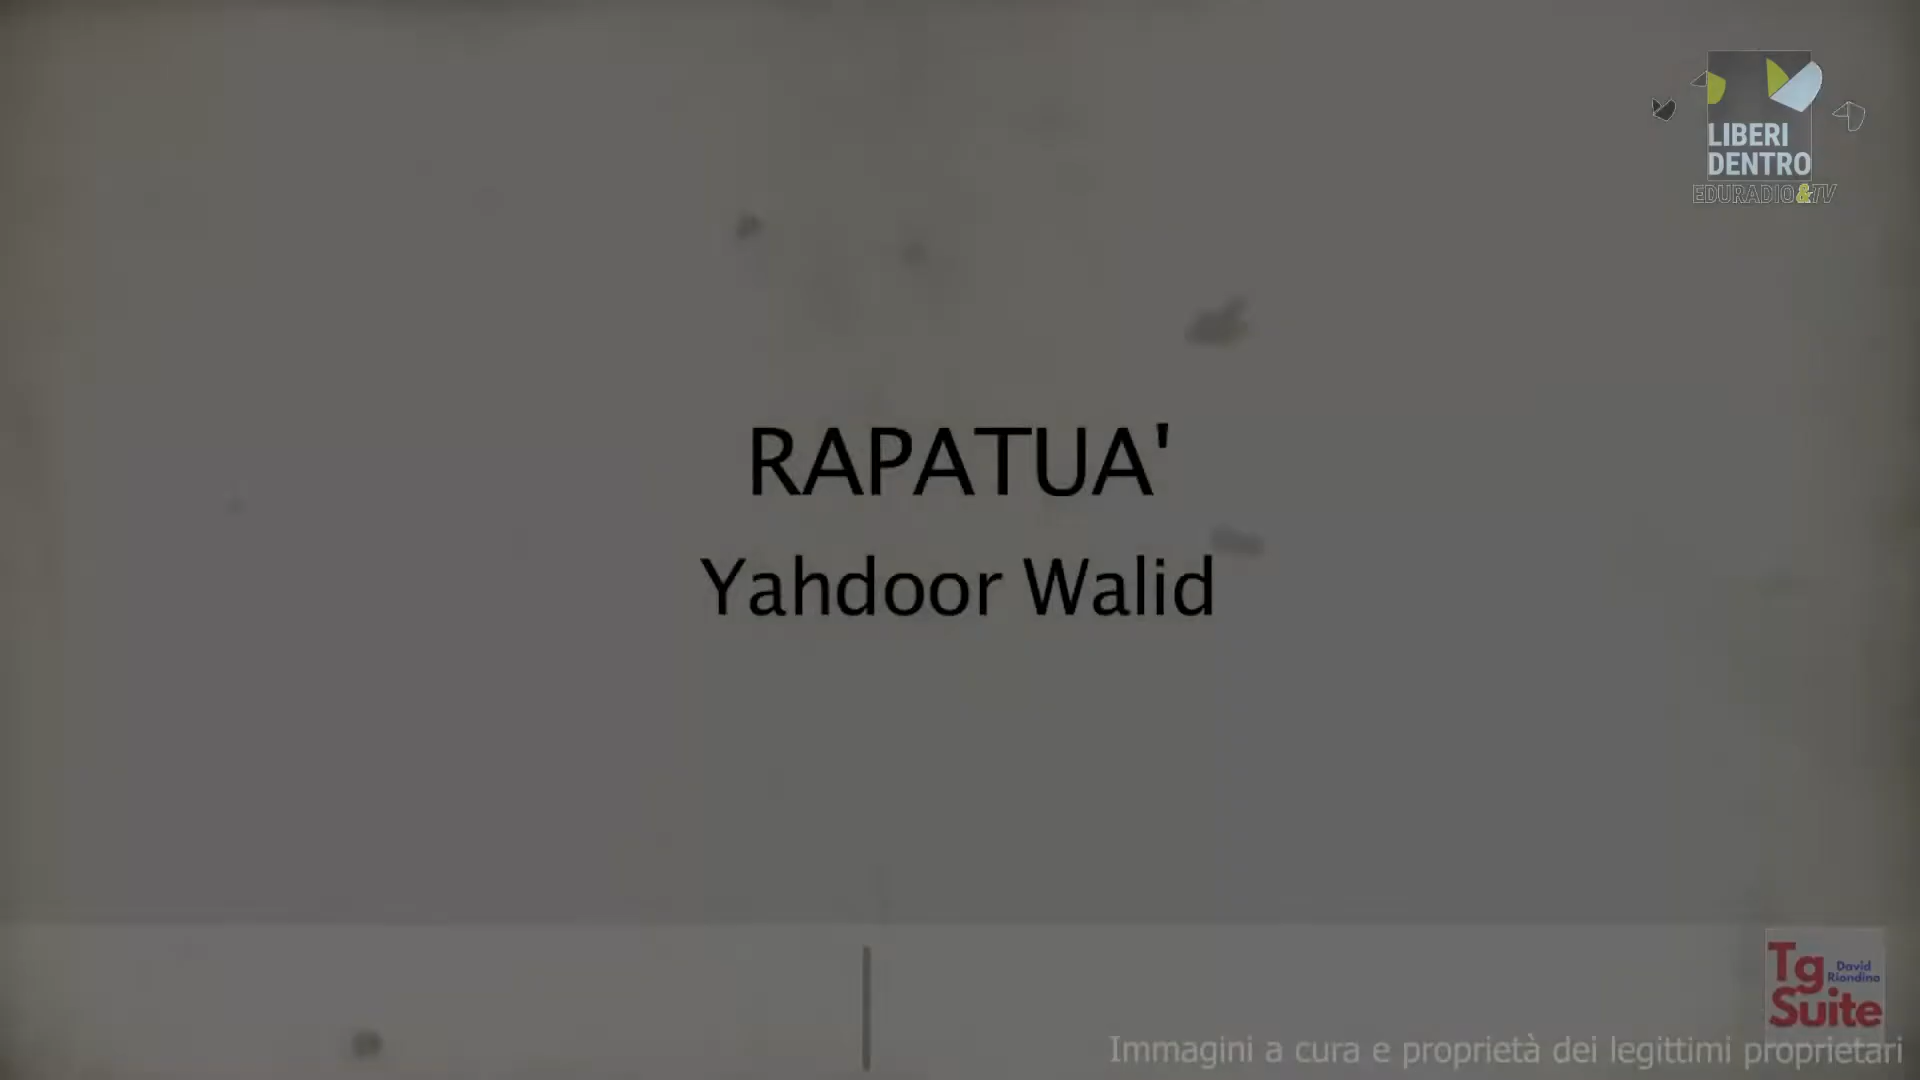 LIBERI
DENTRO
EDURADIO&TV
RAPATUA'
Yahdoor Walid
Tg
David
Riondino
Suite
Immagini a cura e proprietà dei legittimi proprietari